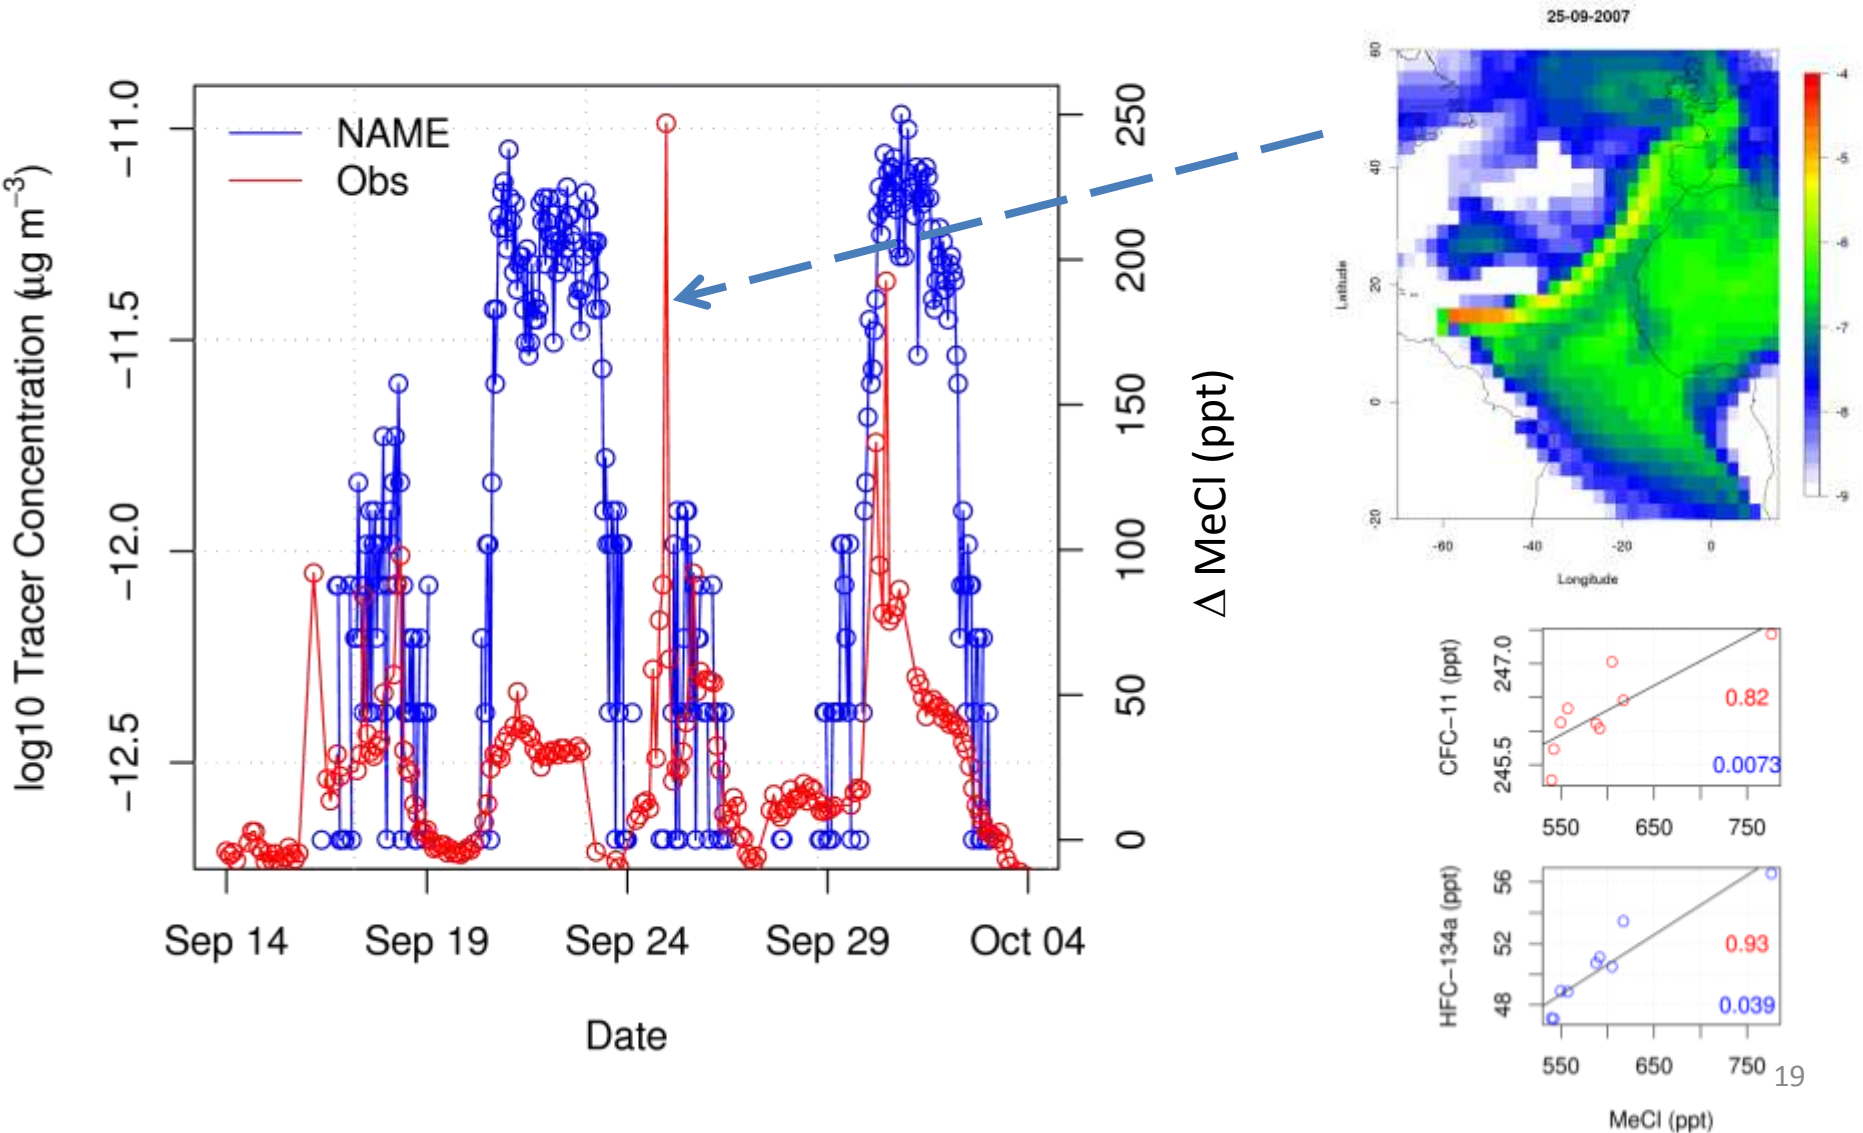 25-09-2007
NAME
Obs
log10 Tracer Concentration (μg m−3)
−11.0
−11.5
−12.0
−12.5
250
200
150
100
50
0
Δ MeCl (ppt)
Sep 14 Sep 19 Sep 24 Sep 29 Oct 04
Date
Latitude
60
40
20
0
-20
-60 -40 -20 0
Longitude
-4
-5
-6
-7
-8
-9
CFC−11 (ppt)
247.0
245.5
0.82
0.0073
550 650 750
HFC−134a (ppt)
56
52
48
0.93
0.039
550 650 750
MeCl (ppt)
19